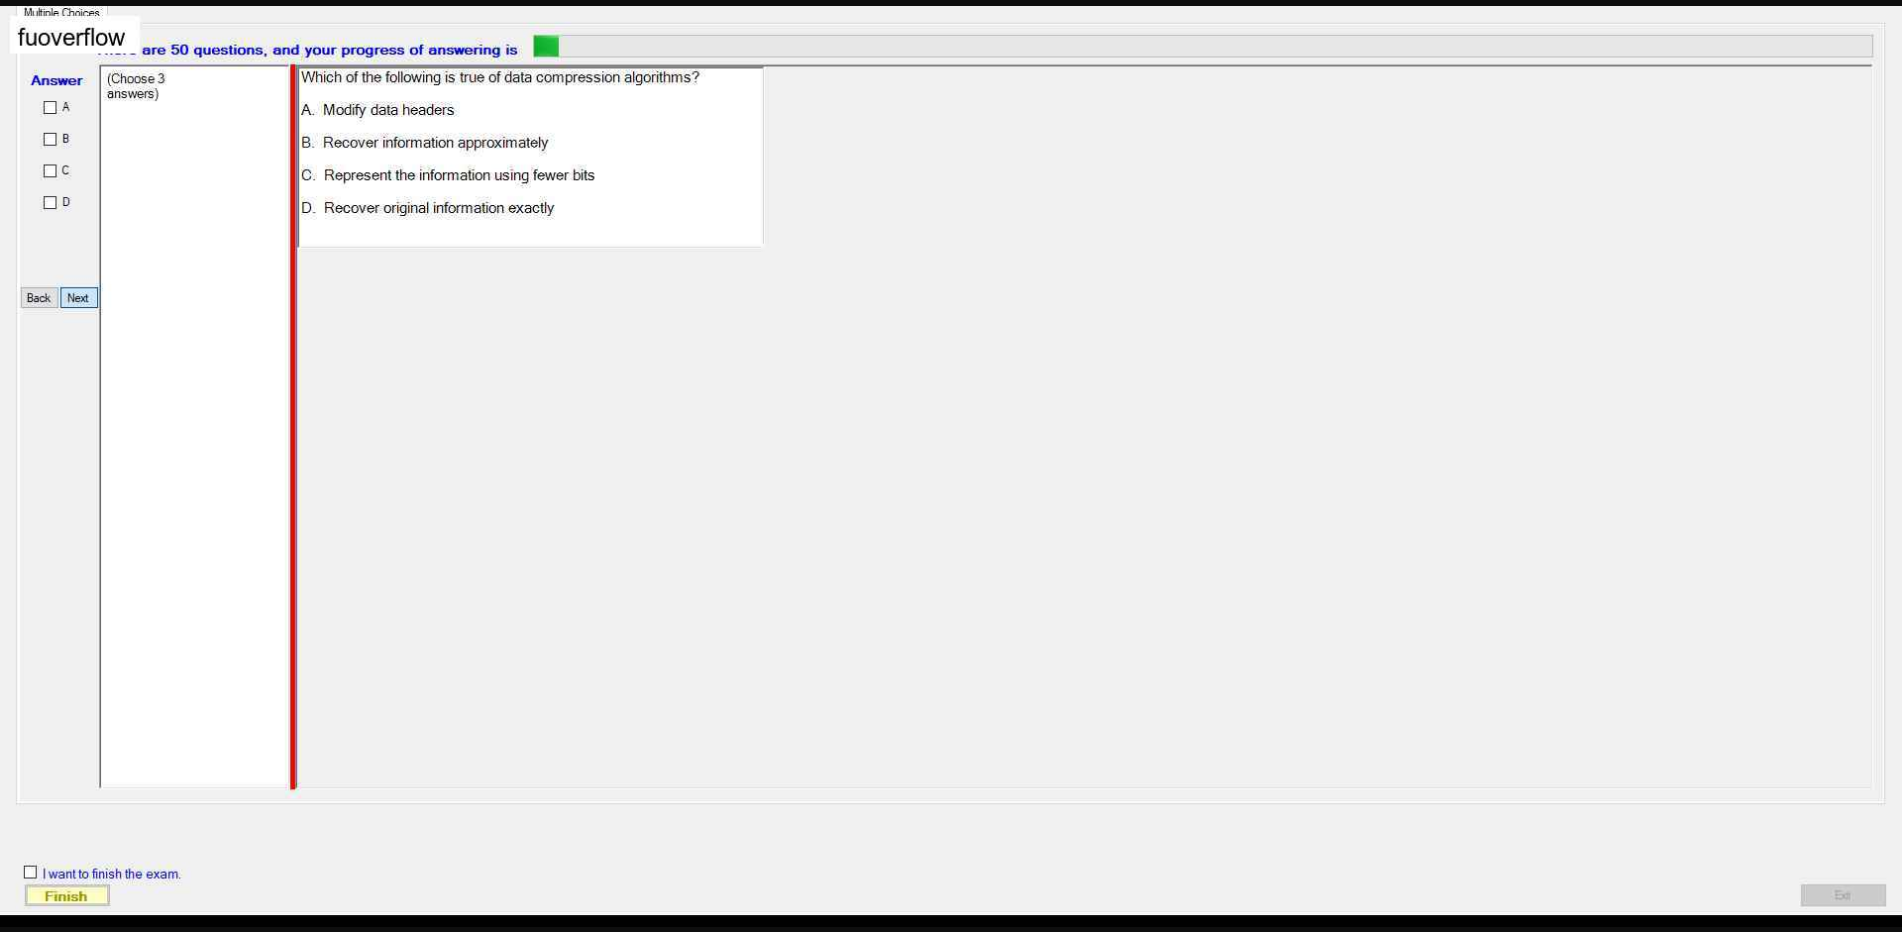 Multiple Choices
fuoverflow
are 50 questions, and your progress of answering is
Answer
(Choose 3
answers)
A
B
C
D
Back
Next
Which of the following is true of data compression algorithms?
A. Modify data headers
B. Recover information approximately
C. Represent the information using fewer bits
D. Recover original information exactly
I want to finish the exam.
Finish
Exit